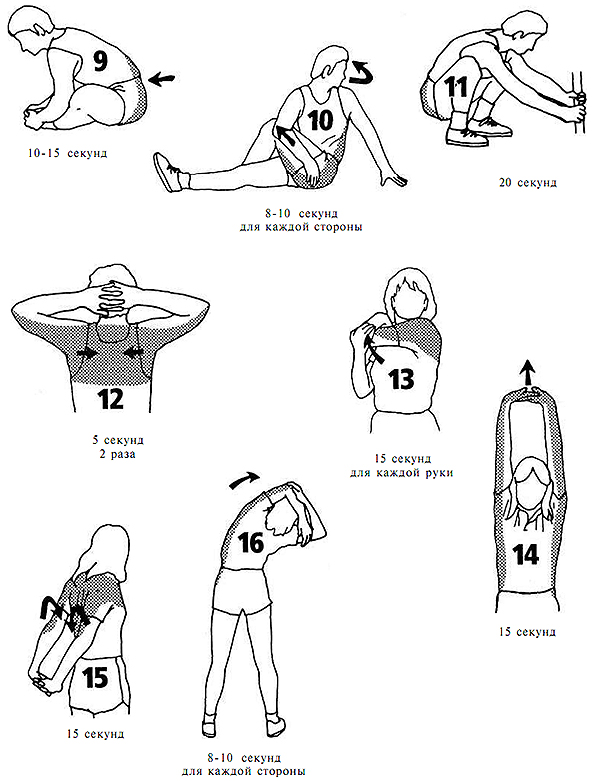 9
10-15 секунд
10
8-10 секунд
для каждой стороны
11
20 секунд
12
5 секунд
2 раза
13
15 секунд
для каждой руки
14
15 секунд
15
15 секунд
16
8-10 секунд
для каждой стороны